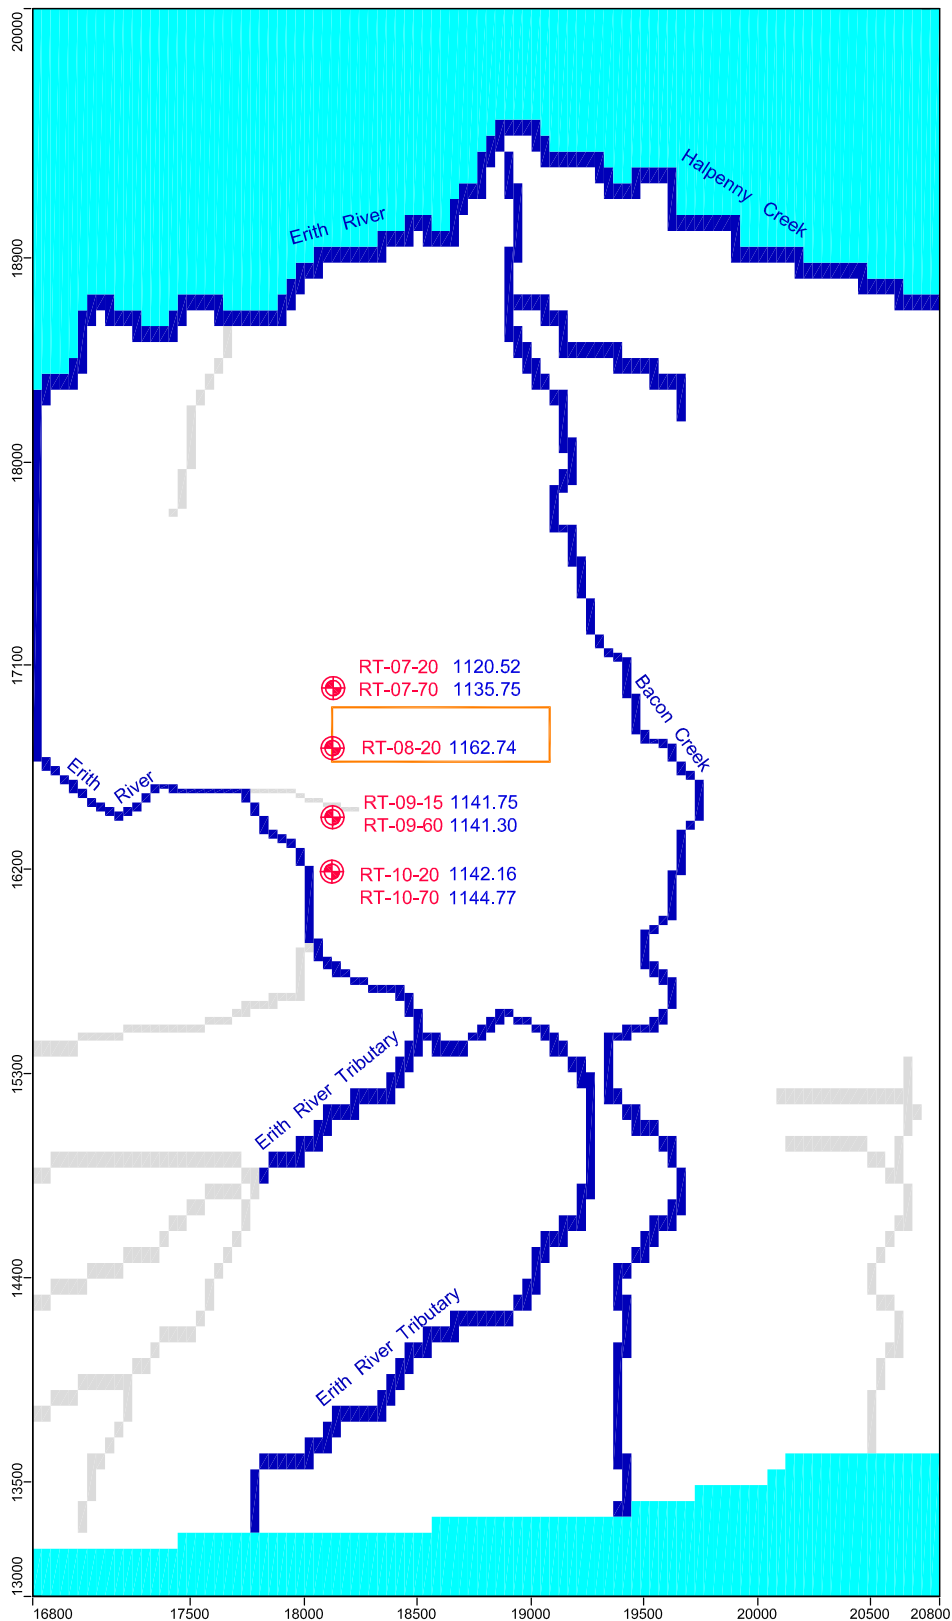 20000
Halpenny Creek
Erith River
18900
18000
17100
RT-07-20 1120.52
RT-07-70 1135.75
Bacon Creek
RT-08-20 1162.74
Erith River
RT-09-15 1141.75
RT-09-60 1141.30
16200
RT-10-20 1142.16
RT-10-70 1144.77
15300
Erith River Tributary
14400
Erith River Tributary
13500
13000
16800 17500 18000 18500 19000 19500 20000 20500 20800